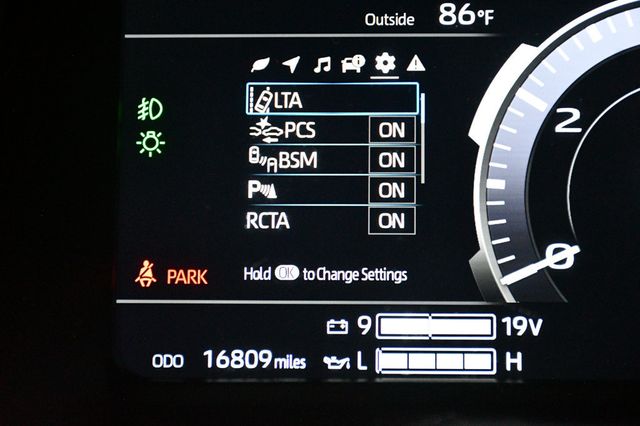 Outside 86°F
LTA
PCS ON
BSM ON
P ON
RCTA ON
Hold OK to Change Settings
PARK
2
0
9 19V
ODO 16809 miles L H